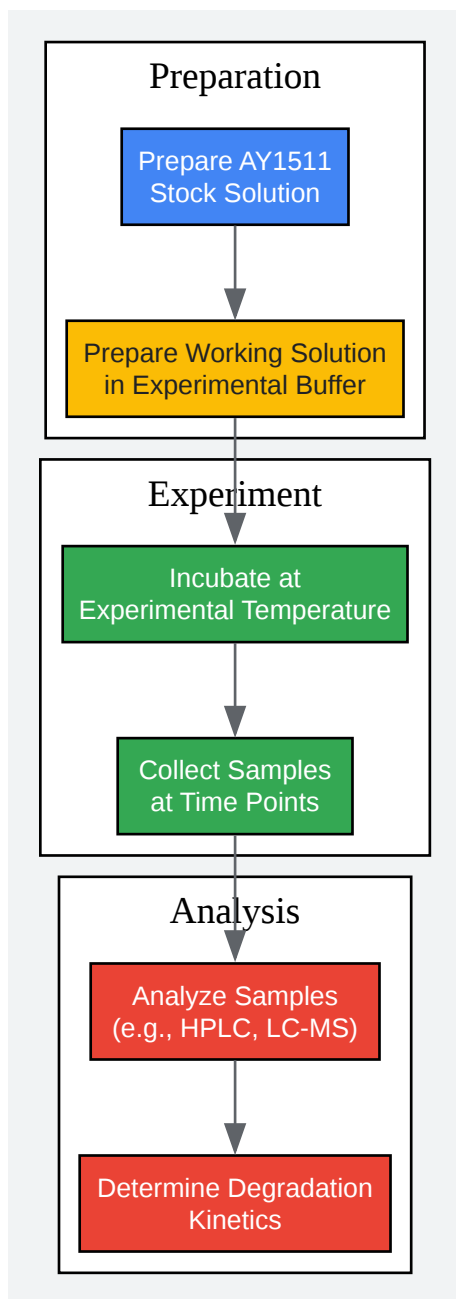 Preparation
Prepare AY1511
Stock Solution
Prepare Working Solution
in Experimental Buffer
Experiment
Incubate at
Experimental Temperature
Collect Samples
at Time Points
Analysis
Analyze Samples
(e.g., HPLC, LC-MS)
Determine Degradation
Kinetics